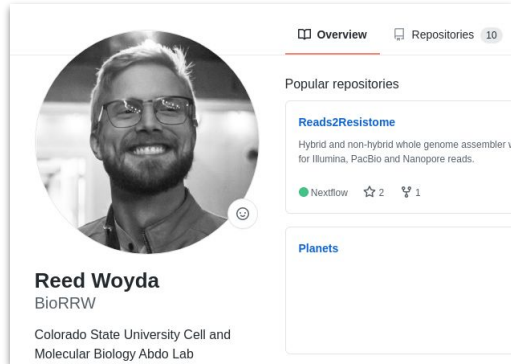 Overview
Repositories 10
Popular repositories
Reads2Resistome
Hybrid and non-hybrid whole genome assembler
for Illumina, PacBio and Nanopore reads.
Nextflow 2 1
Planets
Reed Woyda
BioRRW
Colorado State University Cell and
Molecular Biology Abdo Lab